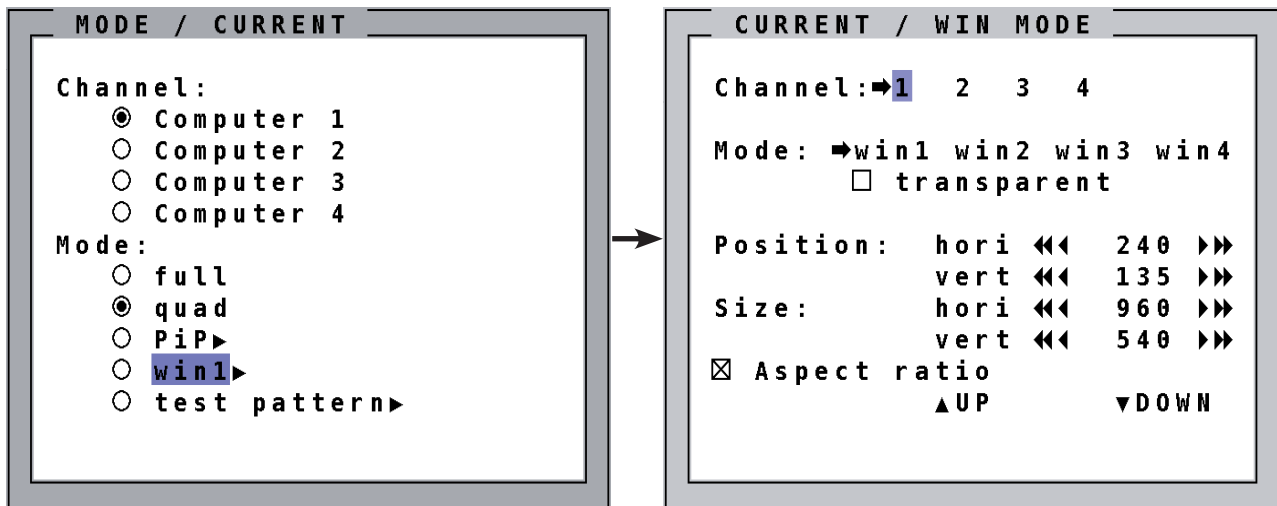 MODE / CURRENT
Channel:
◉ Computer 1
○ Computer 2
○ Computer 3
○ Computer 4
Mode:
○ full
◉ quad
○ PiP▶
○ win1▶
○ test pattern▶
CURRENT / WIN MODE
Channel:➡1 2 3 4
Mode: ➡win1 win2 win3 win4
☐ transparent
Position: hori ◀◀◀ 240 ▶▶▶
vert ◀◀◀ 135 ▶▶▶
Size: hori ◀◀◀ 960 ▶▶▶
vert ◀◀◀ 540 ▶▶▶
☒ Aspect ratio
▲UP ▼DOWN